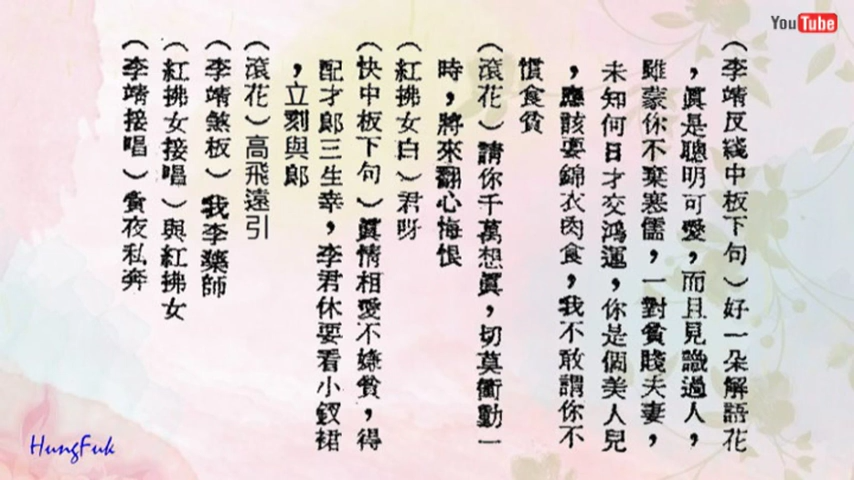 YouTube
（李靖反綫中板下句）好一朵解語花
，眞是聰明可愛，而且見識過人，
雖蒙你不棄寒儒，一對貧賤夫妻，
未知何日才交鴻運，你是個美人兒
，應該要錦衣肉食，我不敢謂你不
慣食貧
（滾花）請你千萬想眞，切莫衝動一
時，將來翻心悔恨
（紅拂女白）君呀
（快中板下句）眞情相愛不嫌貧，得
配才郎三生幸，李君休要看小釵裙
，立刻與郎
（滾花）高飛遠引
（李靖煞板）我李藥師
（紅拂女接唱）與紅拂女
（李靖接唱）夤夜私奔
HungFuk